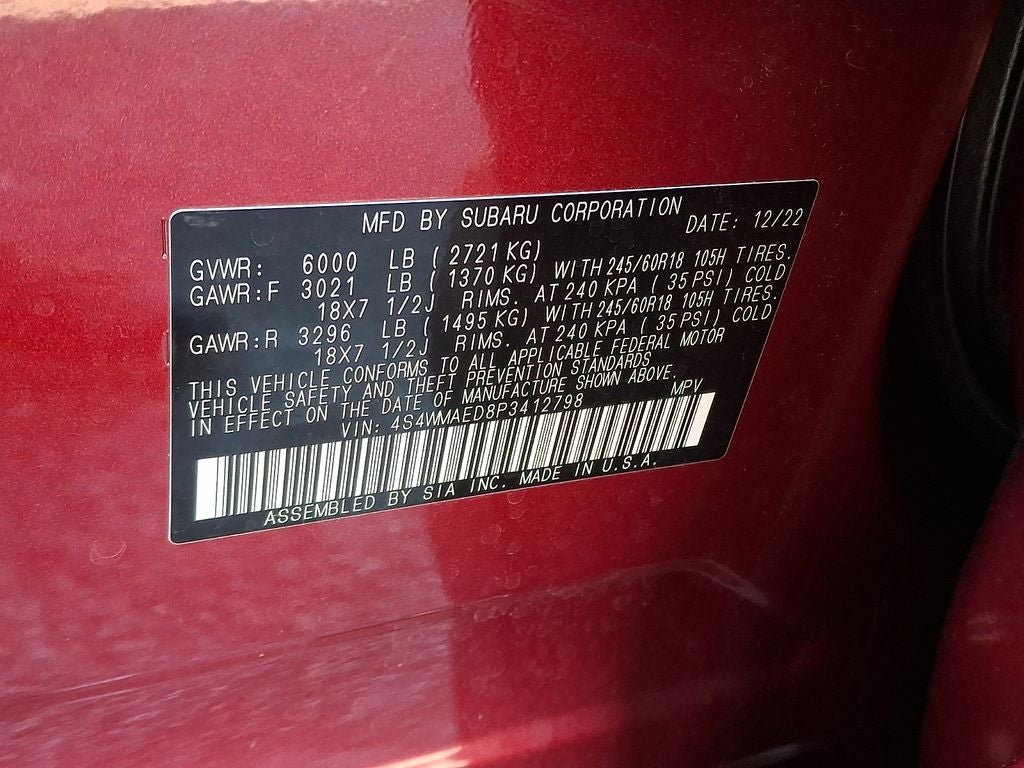 MFD BY SUBARU CORPORATION DATE: 12/22
GVWR: 6000 LB (2721 KG)
GAWR:F 3021 LB (1370 KG) WITH 245/60R18 105H TIRES.
18X7 1/2J RIMS. AT 240 KPA (35 PSI) COLD
GAWR:R 3296 LB (1495 KG) WITH 245/60R18 105H TIRES.
18X7 1/2J RIMS. AT 240 KPA (35 PSI) COLD
THIS VEHICLE CONFORMS TO ALL APPLICABLE FEDERAL MOTOR
VEHICLE SAFETY AND THEFT PREVENTION STANDARDS
IN EFFECT ON THE DATE OF MANUFACTURE SHOWN ABOVE.
VIN: 4S4WMAED8P3412798 MPV
ASSEMBLED BY SIA INC. MADE IN U.S.A.